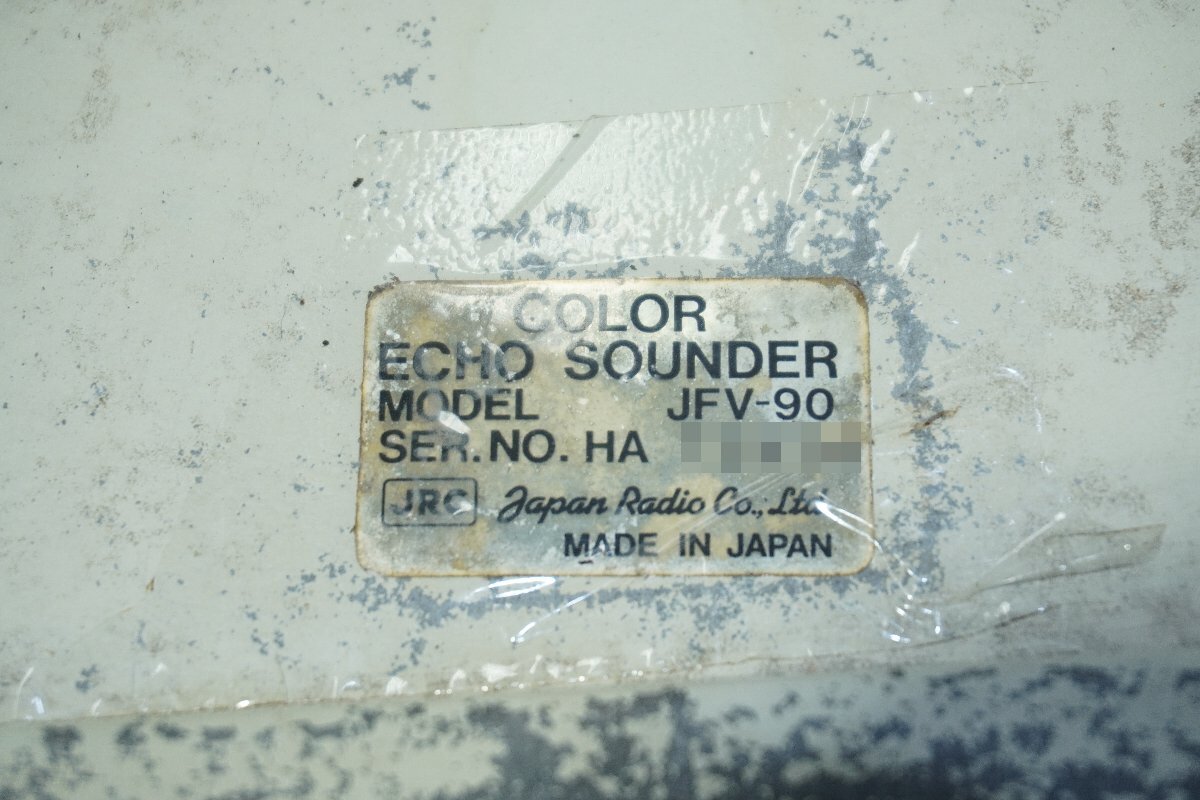 COLOR
ECHO SOUNDER
MODEL JFV-90
SER.NO. HA
JRC Japan Radio Co.,Ltd.
MADE IN JAPAN